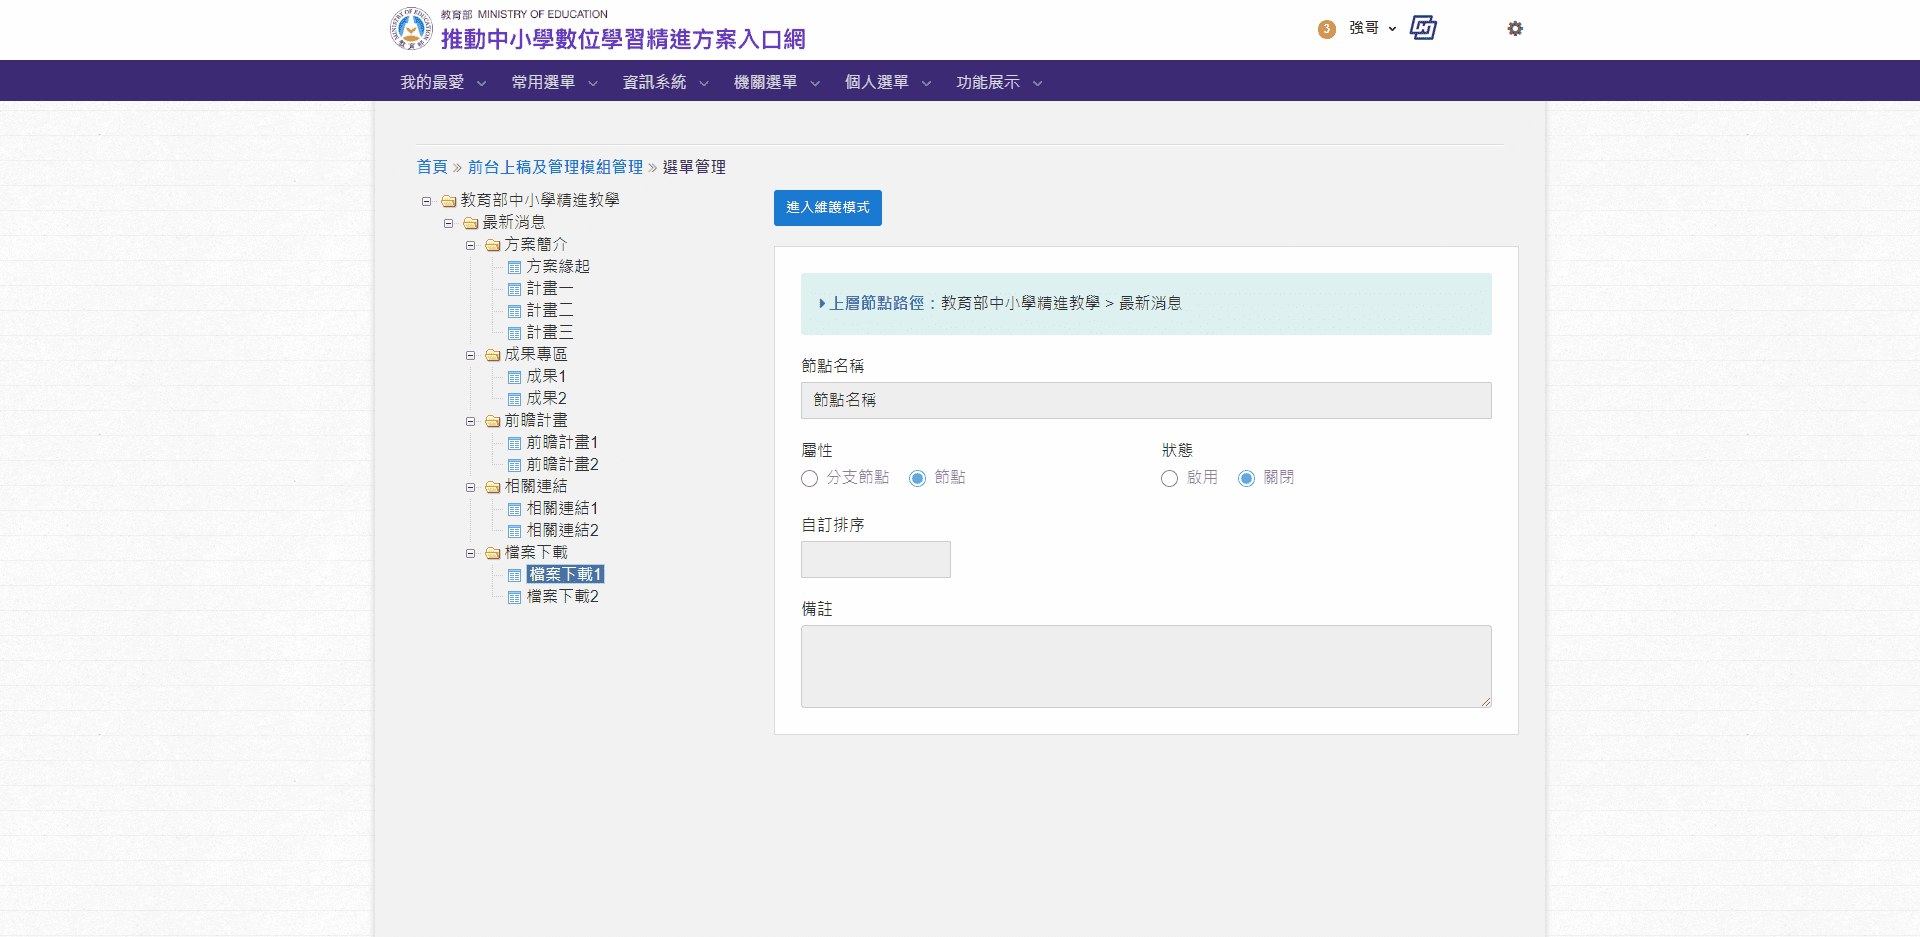 教育部 MINISTRY OF EDUCATION
推動中小學數位學習精進方案入口網
3 強哥
我的最愛 常用選單 資訊系統 機關選單 個人選單 功能展示
首頁 » 前台上稿及管理模組管理 » 選單管理
教育部中小學精進教學
最新消息
方案簡介
方案緣起
計畫一
計畫二
計畫三
成果專區
成果1
成果2
前瞻計畫
前瞻計畫1
前瞻計畫2
相關連結
相關連結1
相關連結2
檔案下載
檔案下載1
檔案下載2
進入維護模式
上層節點路徑：教育部中小學精進教學 > 最新消息
節點名稱
節點名稱
屬性 狀態
分支節點 節點 啟用 關閉
自訂排序
備註